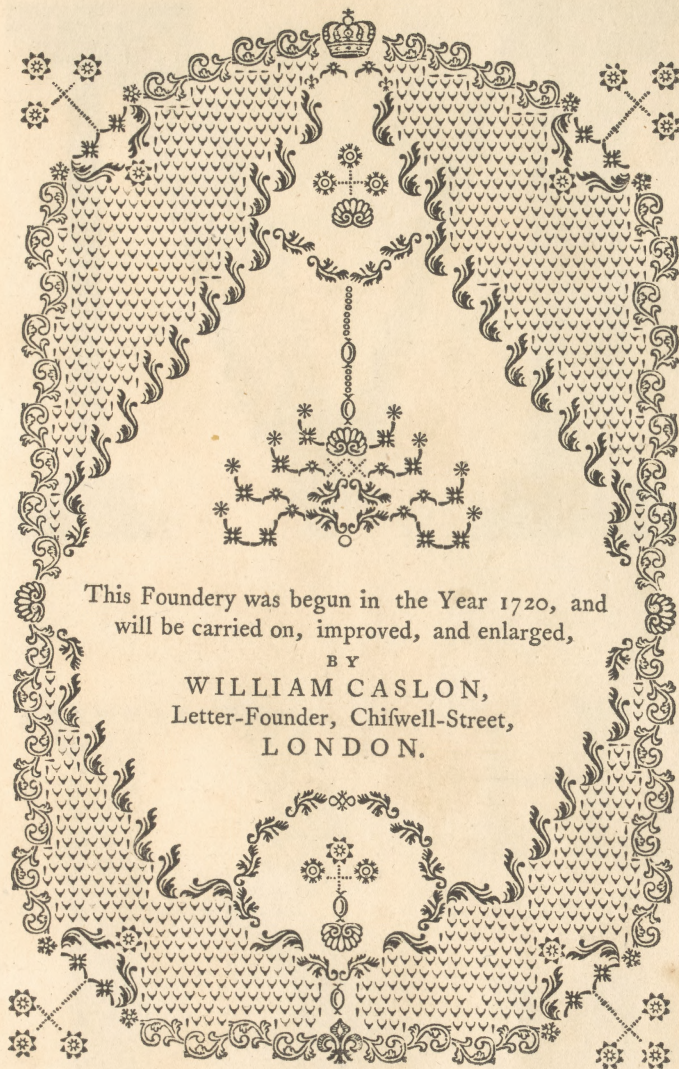 This Foundery was begun in the Year 1720, and
will be carried on, improved, and enlarged,
BY
WILLIAM CASLON,
Letter-Founder, Chiſwell-Street,
LONDON.